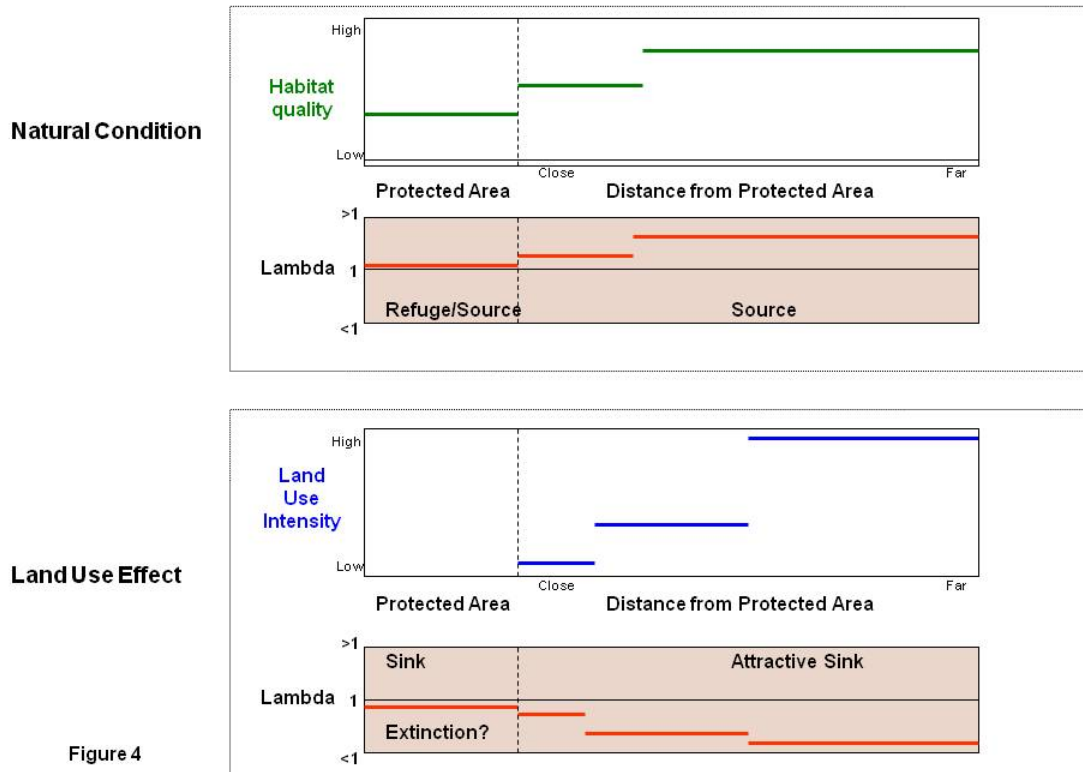 High
Habitat
quality
Natural Condition
Low
Close
Far
Protected Area
Distance from Protected Area
>1
Lambda
1
Refuge/Source
Source
<1
High
Land
Use
Intensity
Land Use Effect
Low
Close
Far
Protected Area
Distance from Protected Area
>1
Sink
Attractive Sink
Lambda
1
Extinction?
<1
Figure 4